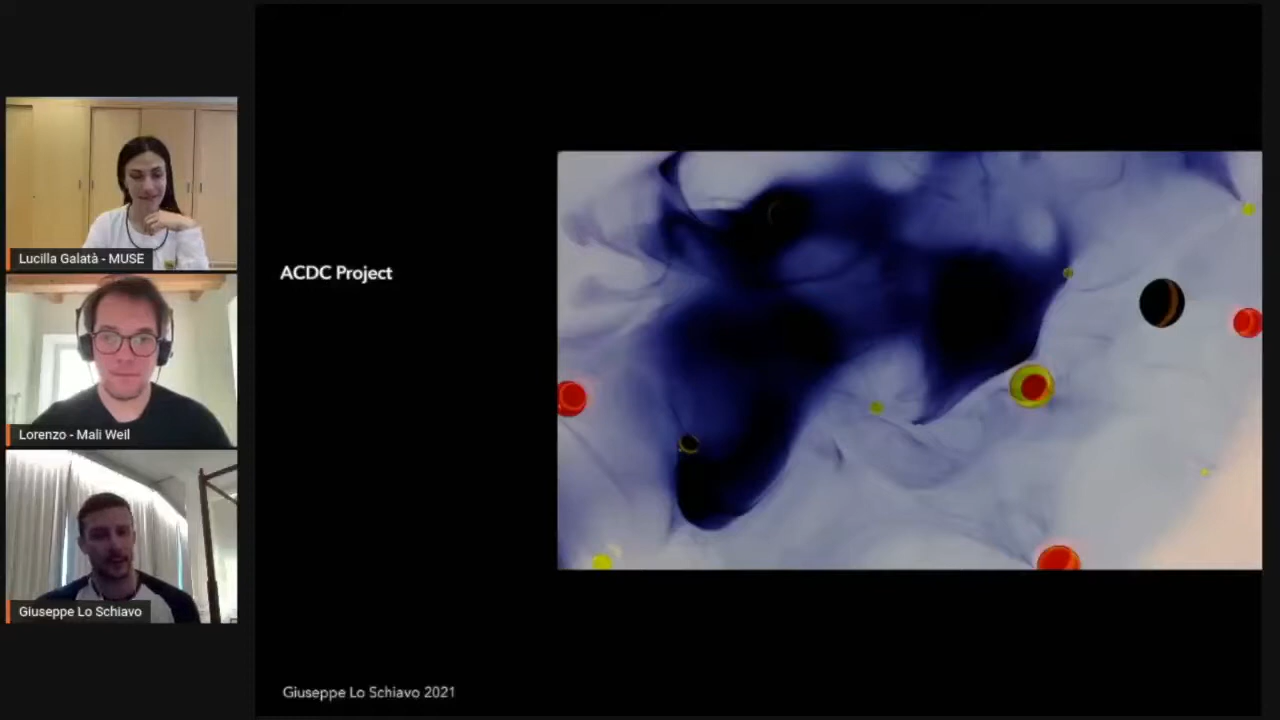 Lucilla Galatà - MUSE
Lorenzo - Mali Weil
Giuseppe Lo Schiavo
ACDC Project
Giuseppe Lo Schiavo 2021